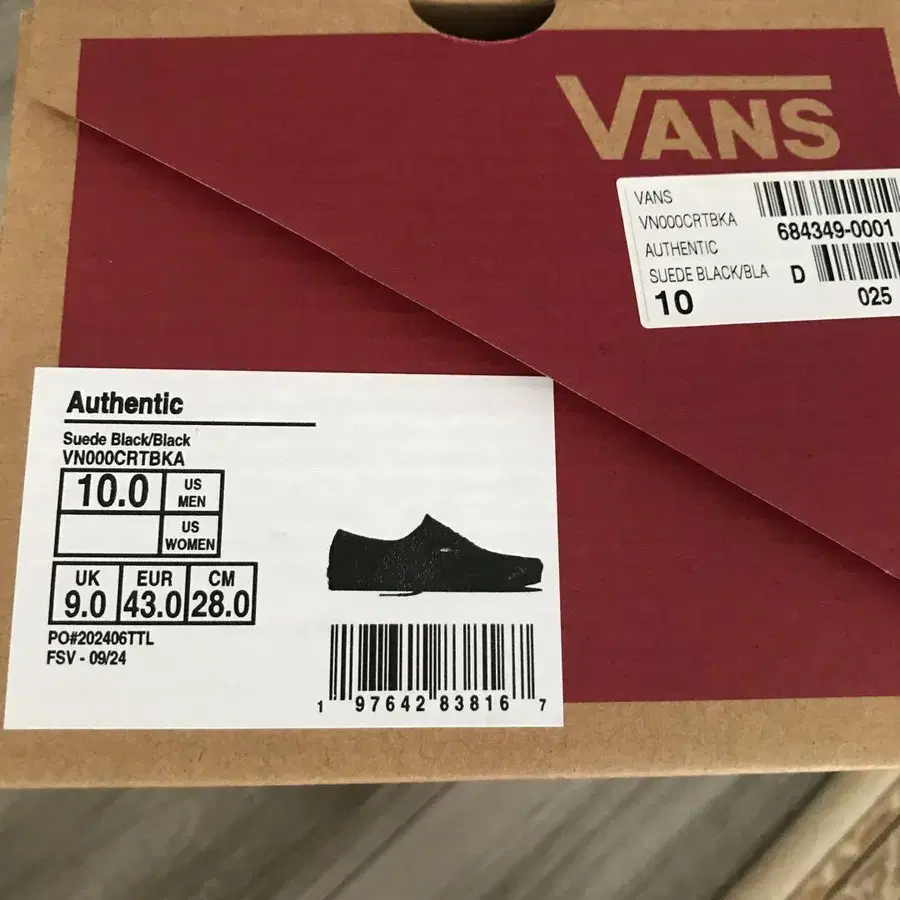 VANS
VANS
VN000CRTBKA
684349-0001
AUTHENTIC
SUEDE BLACK/BLA D
10
025
Authentic
Suede Black/Black
VN000CRTBKA
10.0 US MEN
US WOMEN
UK EUR CM
9.0 43.0 28.0
PO#202406TTL
FSV - 09/24
1 97642 83816 7